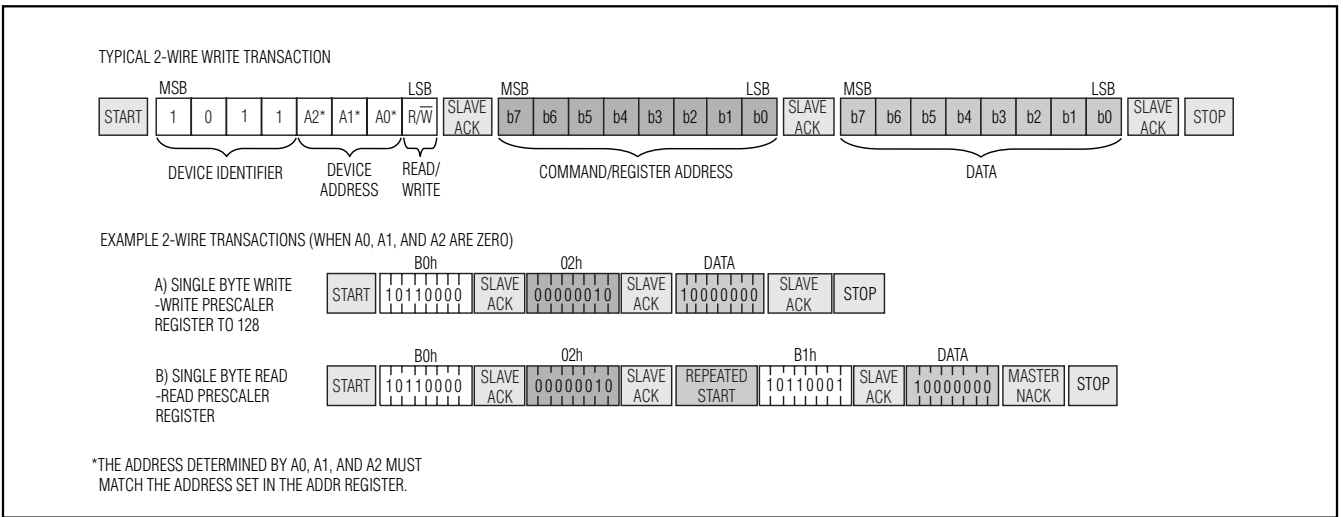 TYPICAL 2-WIRE WRITE TRANSACTION
MSB LSB MSB LSB MSB LSB
START 1 0 1 1 A2* A1* A0* R/W̅ SLAVE ACK b7 b6 b5 b4 b3 b2 b1 b0 SLAVE ACK b7 b6 b5 b4 b3 b2 b1 b0 SLAVE ACK STOP
DEVICE IDENTIFIER DEVICE ADDRESS READ/WRITE COMMAND/REGISTER ADDRESS DATA
EXAMPLE 2-WIRE TRANSACTIONS (WHEN A0, A1, AND A2 ARE ZERO)
B0h 02h DATA
A) SINGLE BYTE WRITE
-WRITE PRESCALER
REGISTER TO 128
START 10110000 SLAVE ACK 00000010 SLAVE ACK 10000000 SLAVE ACK STOP
B0h 02h B1h DATA
B) SINGLE BYTE READ
-READ PRESCALER
REGISTER
START 10110000 SLAVE ACK 00000010 SLAVE ACK REPEATED START 10110001 SLAVE ACK 10000000 MASTER NACK STOP
*THE ADDRESS DETERMINED BY A0, A1, AND A2 MUST
MATCH THE ADDRESS SET IN THE ADDR REGISTER.